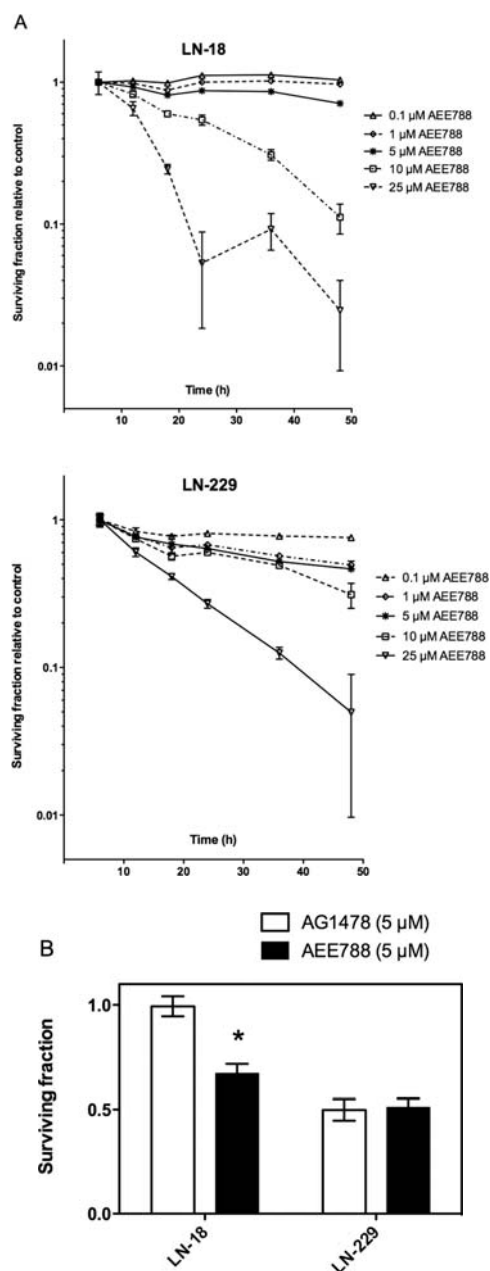 A
LN-18
Surviving fraction relative to control
1
0.1
0.01
0.1 µM AEE788
1 µM AEE788
5 µM AEE788
10 µM AEE788
25 µM AEE788
Time (h)
10 20 30 40 50
LN-229
Surviving fraction relative to control
1
0.1
0.01
0.1 µM AEE788
1 µM AEE788
5 µM AEE788
10 µM AEE788
25 µM AEE788
Time (h)
10 20 30 40 50
B
AG1478 (5 µM)
AEE788 (5 µM)
Surviving fraction
1.0
0.5
0.0
*
LN-18
LN-229